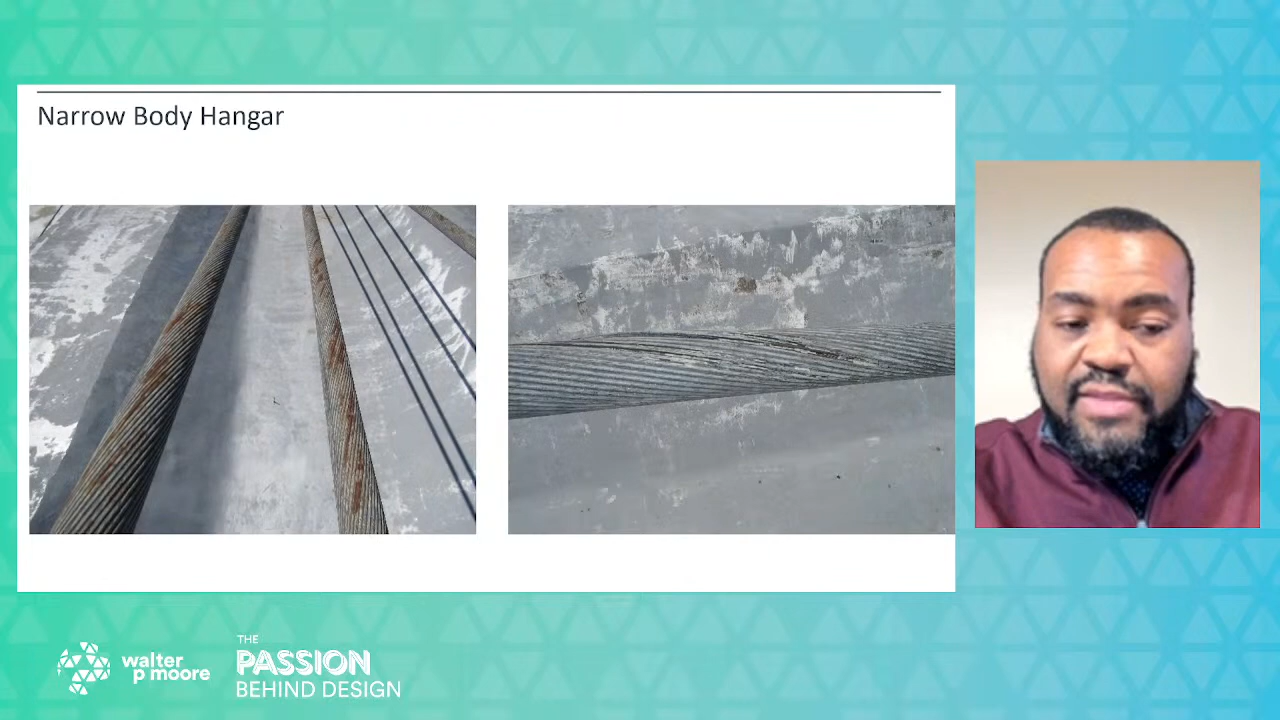 Narrow Body Hangar
walter
p moore
THE
PASSION
BEHIND DESIGN